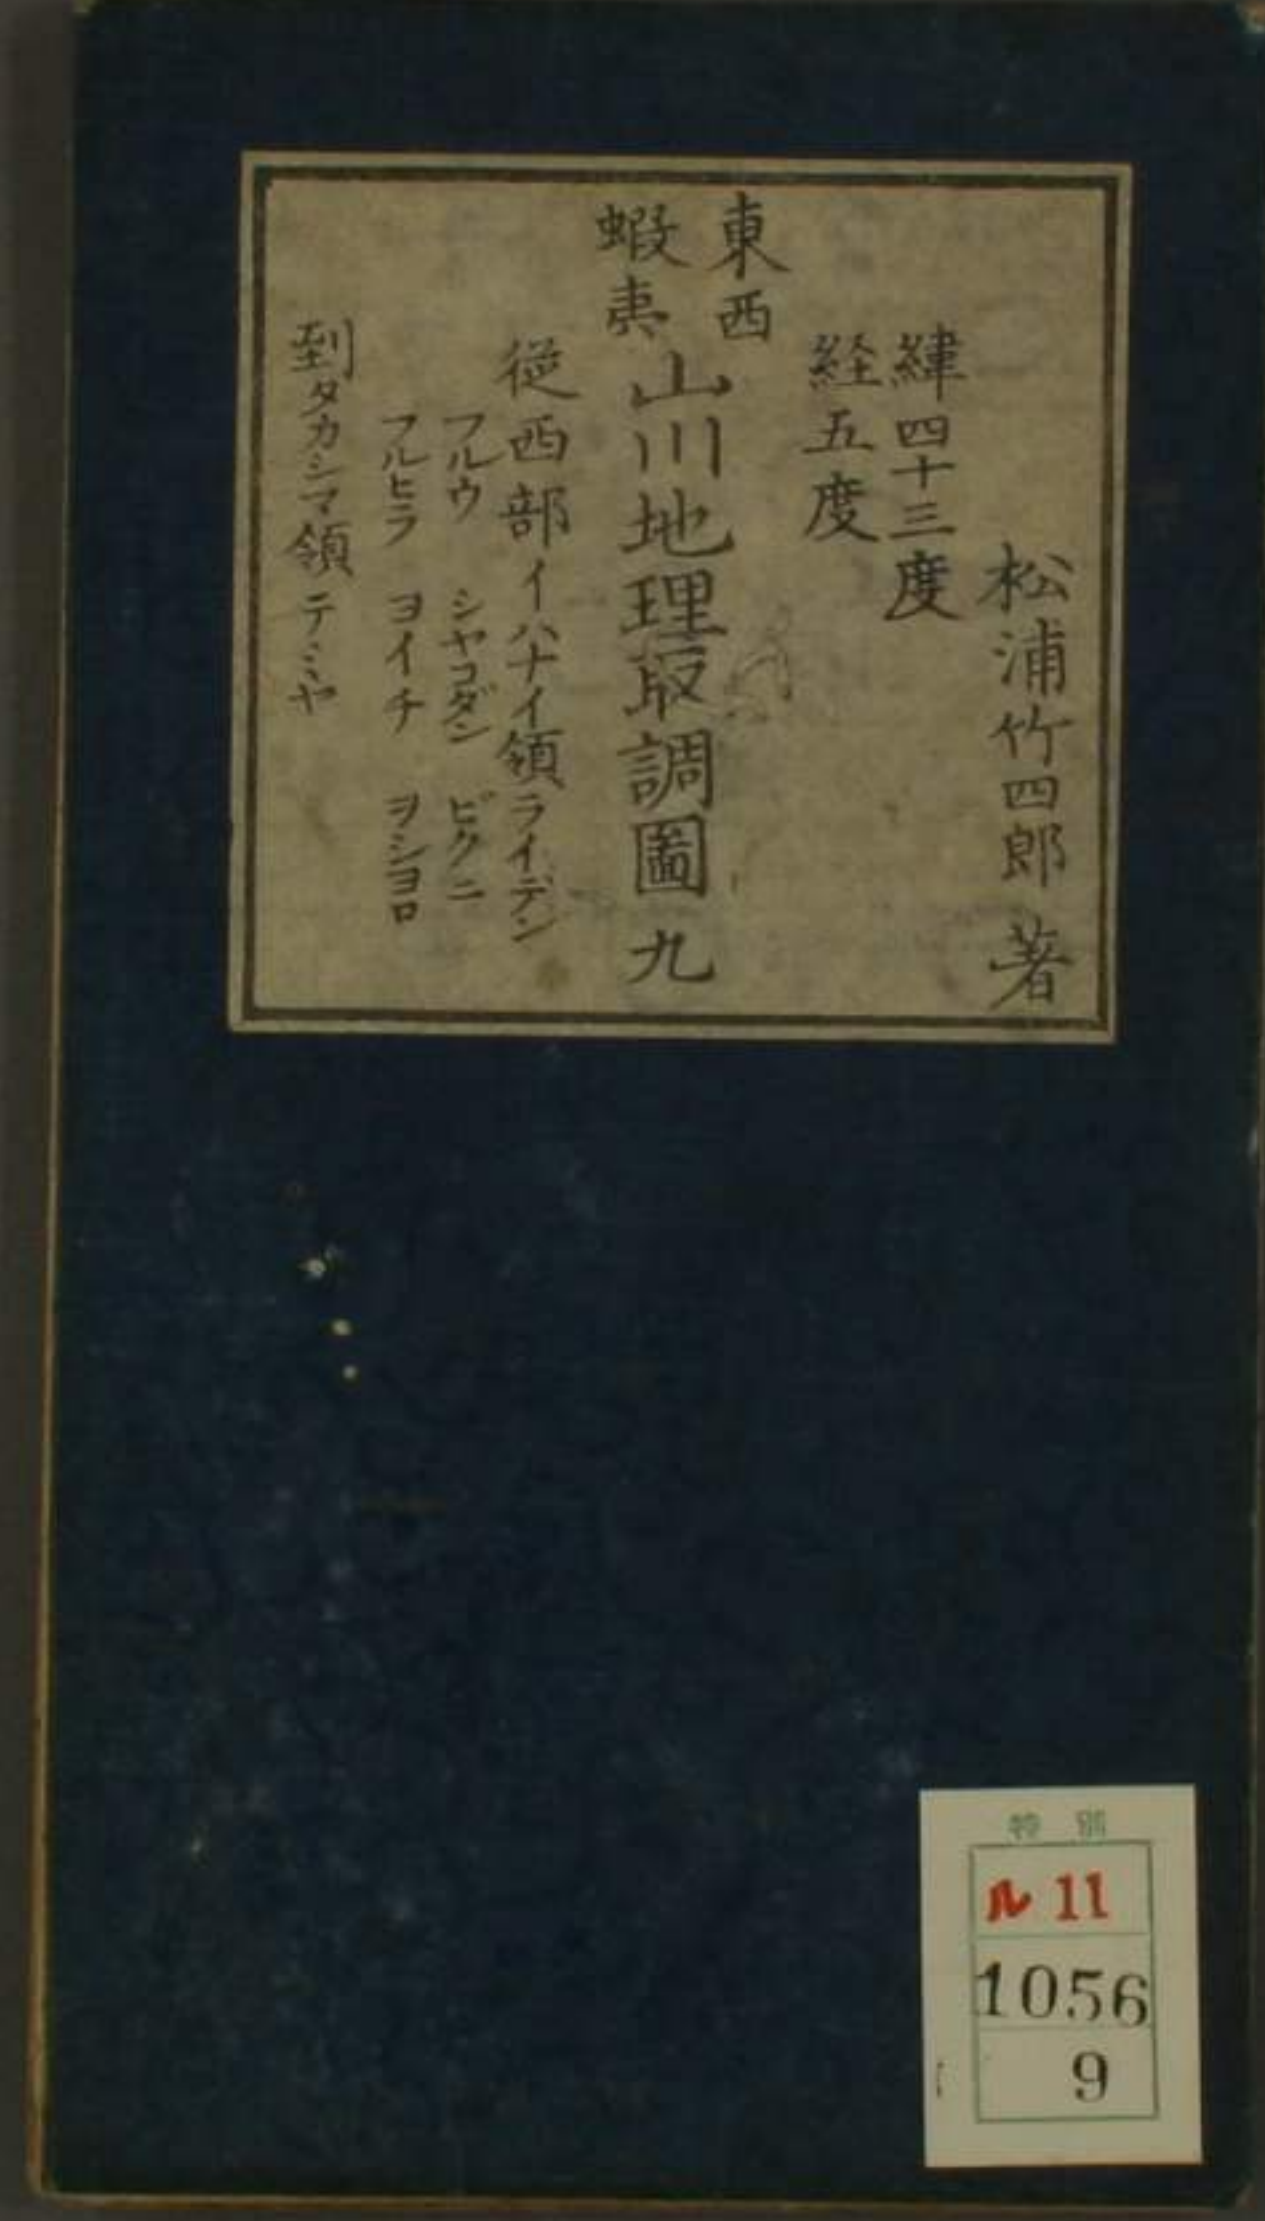 松浦竹四郎著
緯四十三度
経五度
東西
蝦夷
山川地理取調圖 九
従西部イハナイ領ライデン
フルウ シヤコダン ビクニ
フルヒラ ヨイチ ヲシヨロ
到タカシマ領テミヤ
特別
ル11
1056
9